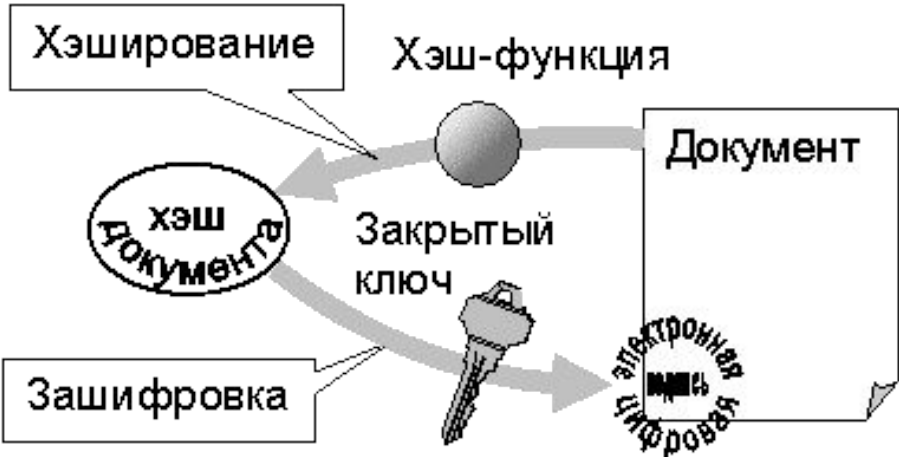 Хэширование
Хэш-функция
Документ
хэш
документа
Закрытый
ключ
Зашифровка
электронная
цифровая